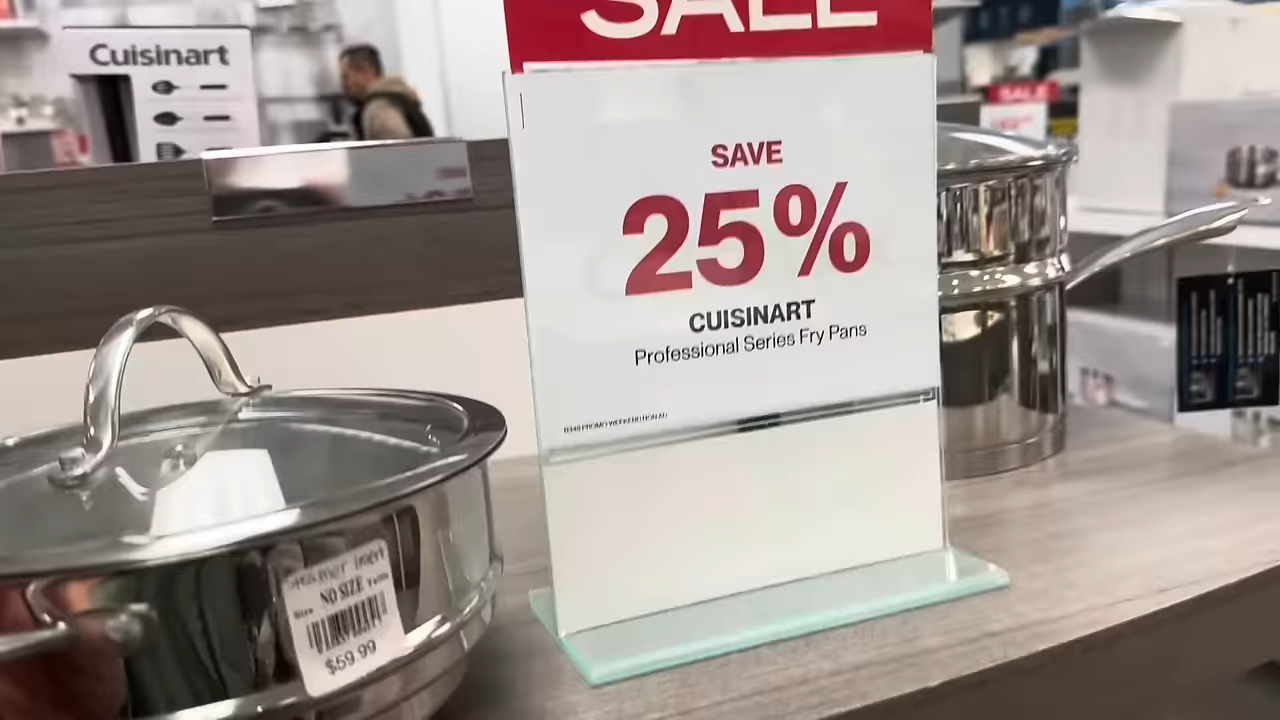 Cuisinart
SALE
SAVE
25%
CUISINART
Professional Series Fry Pans
SALE
NO SIZE
$59.99